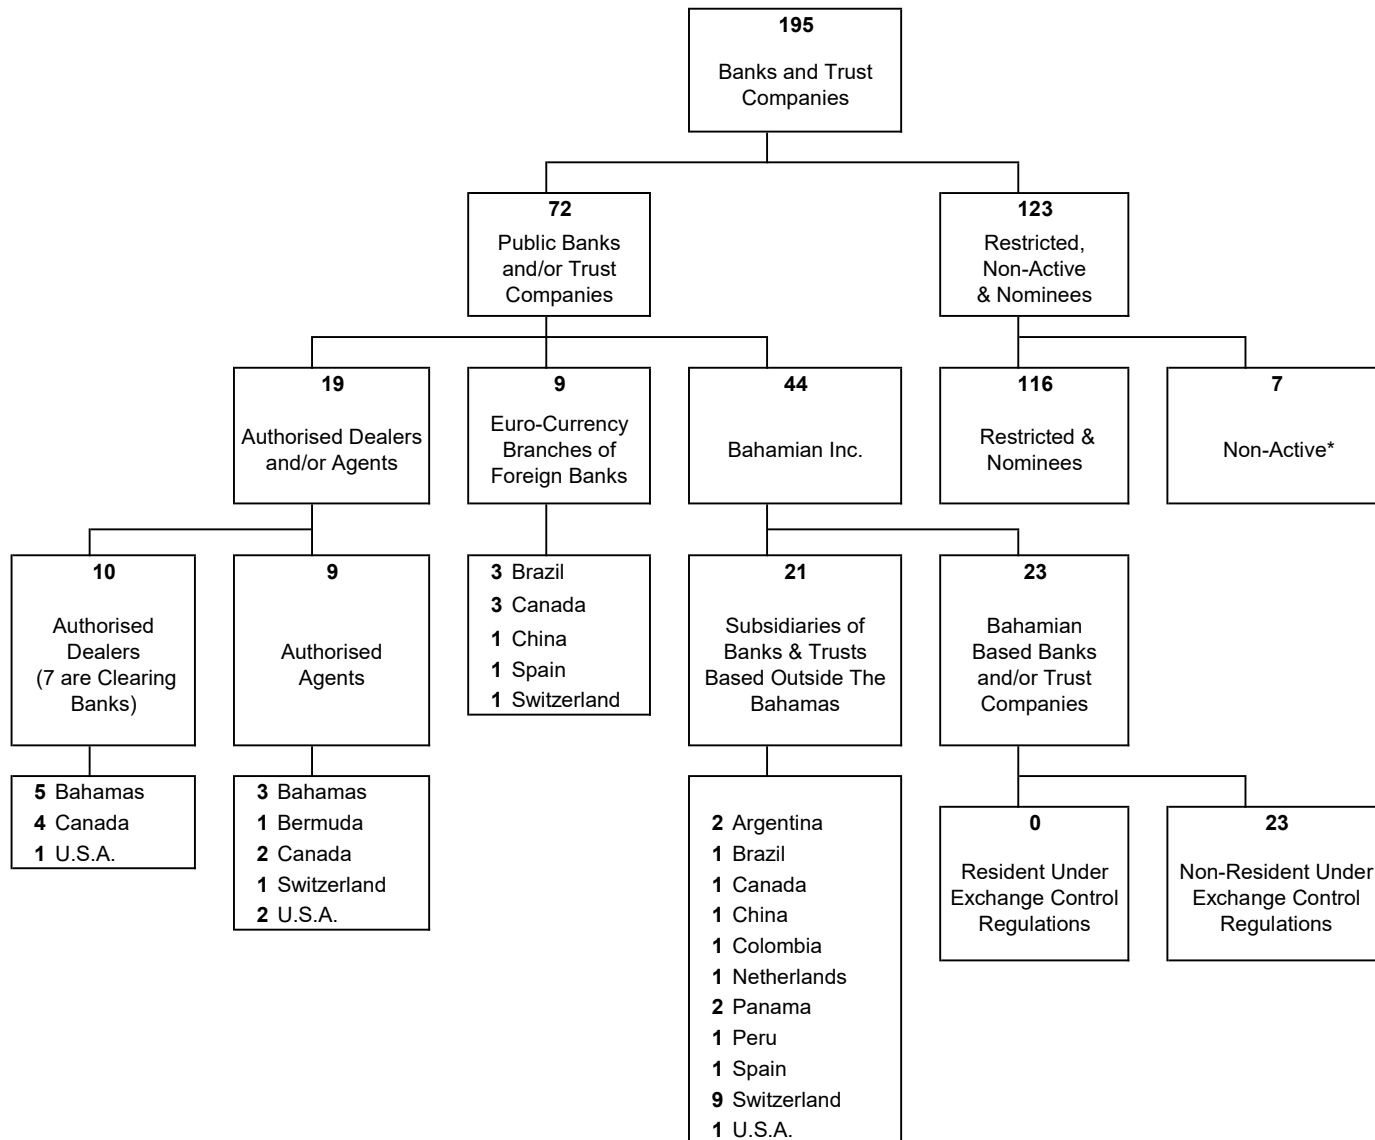 195
Banks and Trust
Companies
72
Public Banks
and/or Trust
Companies
123
Restricted,
Non-Active
& Nominees
19
Authorised Dealers
and/or Agents
9
Euro-Currency
Branches of
Foreign Banks
44
Bahamian Inc.
116
Restricted &
Nominees
7
Non-Active*
10
Authorised
Dealers
(7 are Clearing
Banks)
9
Authorised
Agents
3 Brazil
3 Canada
1 China
1 Spain
1 Switzerland
21
Subsidiaries of
Banks & Trusts
Based Outside The
Bahamas
23
Bahamian
Based Banks
and/or Trust
Companies
5 Bahamas
4 Canada
1 U.S.A.
3 Bahamas
1 Bermuda
2 Canada
1 Switzerland
2 U.S.A.
2 Argentina
1 Brazil
1 Canada
1 China
1 Colombia
1 Netherlands
2 Panama
1 Peru
1 Spain
9 Switzerland
1 U.S.A.
0
Resident Under
Exchange Control
Regulations
23
Non-Resident Under
Exchange Control
Regulations